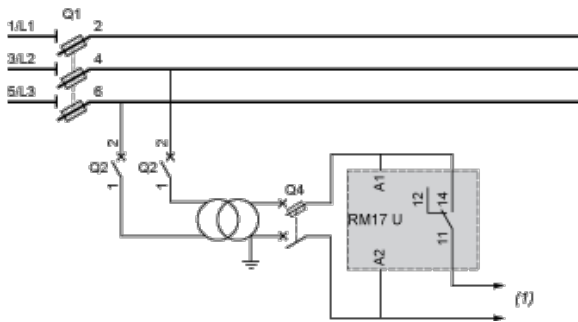 Q1
1/L1 2
3/L2 4
5/L3 6
Q2 2 1
Q2 2 1
Q4
A1
12 14
RM17 U
11
A2
(1)